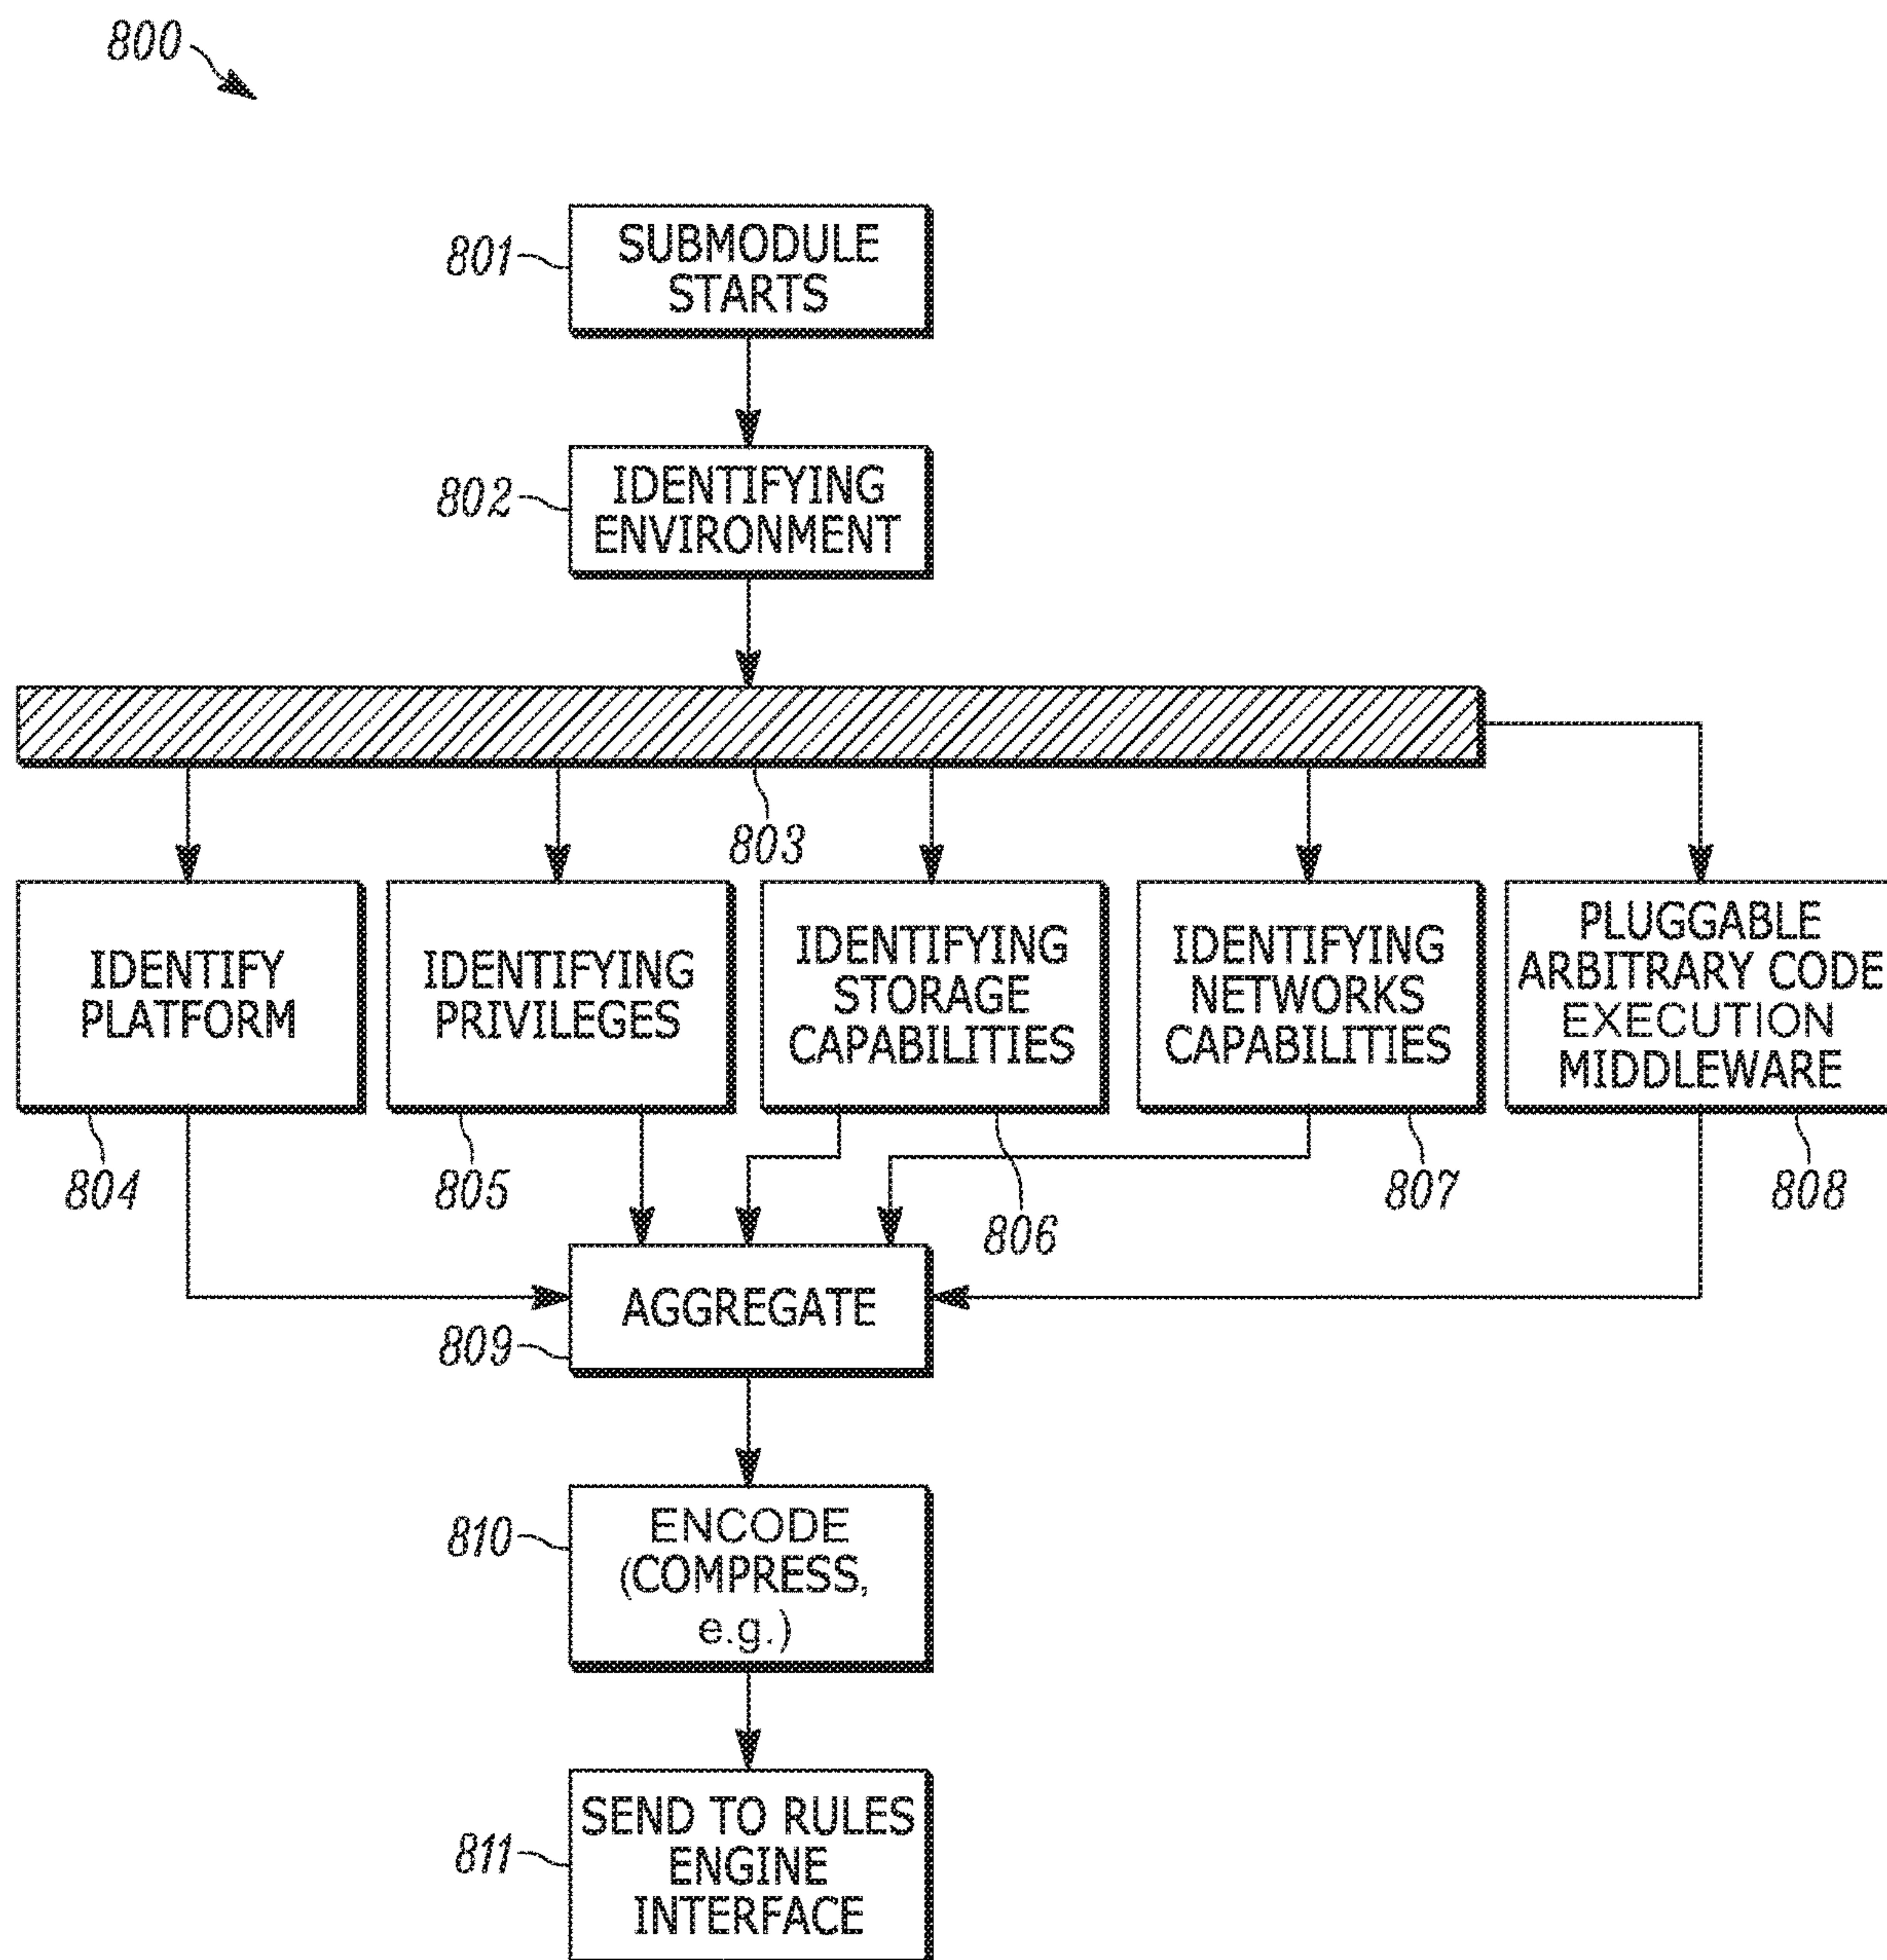 800
801
SUBMODULE
STARTS
802
IDENTIFYING
ENVIRONMENT
803
IDENTIFY
PLATFORM
804
IDENTIFYING
PRIVILEGES
805
IDENTIFYING
STORAGE
CAPABILITIES
806
IDENTIFYING
NETWORKS
CAPABILITIES
807
PLUGGABLE
ARBITRARY CODE
EXECUTION
MIDDLEWARE
808
AGGREGATE
809
810
ENCODE
(COMPRESS,
e.g.)
811
SEND TO RULES
ENGINE
INTERFACE